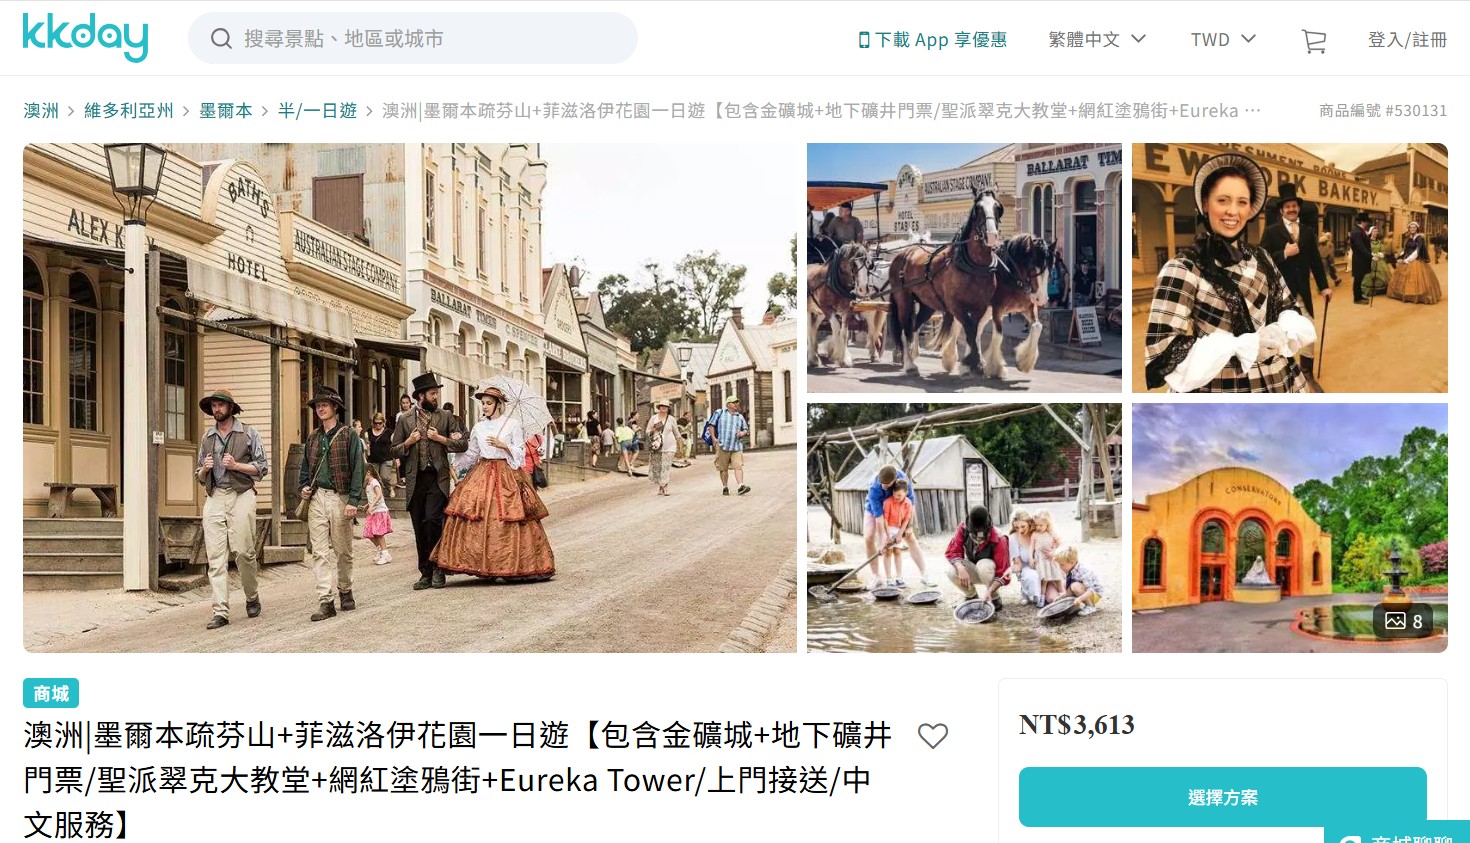 kkday
搜尋景點、地區或城市
下載 App 享優惠
繁體中文
TWD
登入/註冊
澳洲 > 維多利亞州 > 墨爾本 > 半/一日遊 > 澳洲|墨爾本疏芬山+菲滋洛伊花園一日遊【包含金礦城+地下礦井門票/聖派翠克大教堂+網紅塗鴉街+Eureka ⋯
商品編號 #530131
BATHS
HOTEL
AUSTRALIAN STAGE COMPANY
BALLARAT TIMES
AUSTRALIAN STAGE COMPANY
HOTEL
BALLARAT TIM
BAKERY.
CONSERVATORY
8
商城
澳洲|墨爾本疏芬山+菲滋洛伊花園一日遊【包含金礦城+地下礦井
門票/聖派翠克大教堂+網紅塗鴉街+Eureka Tower/上門接送/中
文服務】
NT$3,613
選擇方案